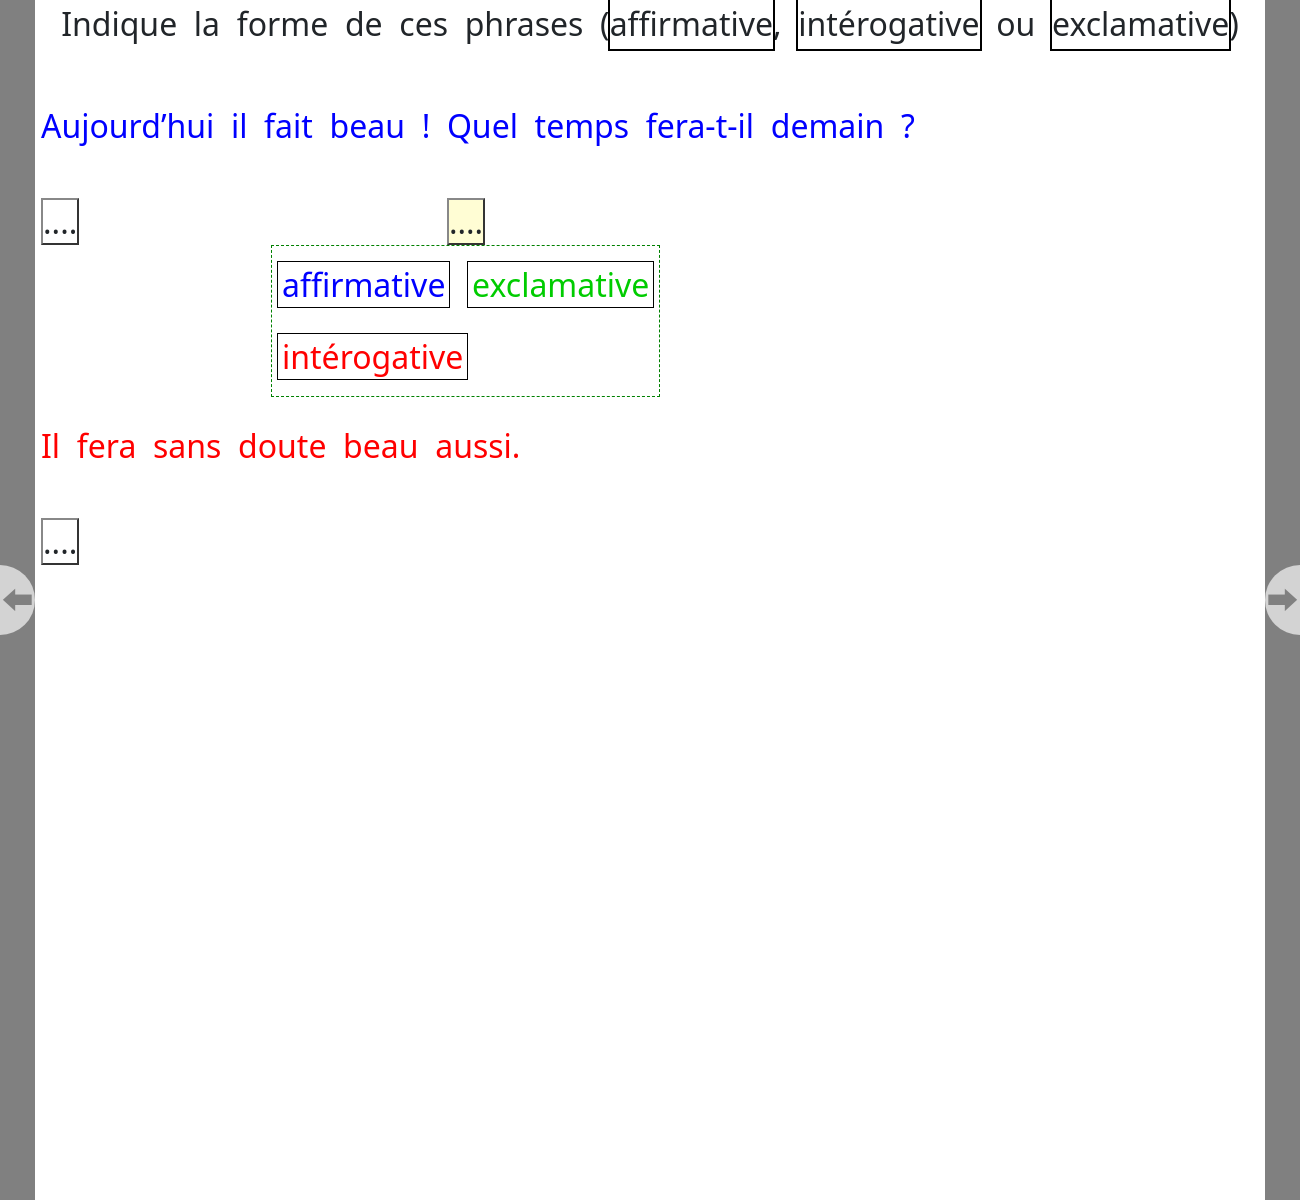 Indique la forme de ces phrases (affirmative, intérogative ou exclamative)
Aujourd’hui il fait beau ! Quel temps fera-t-il demain ?
.... ....
affirmative exclamative
intérogative
Il fera sans doute beau aussi.
....